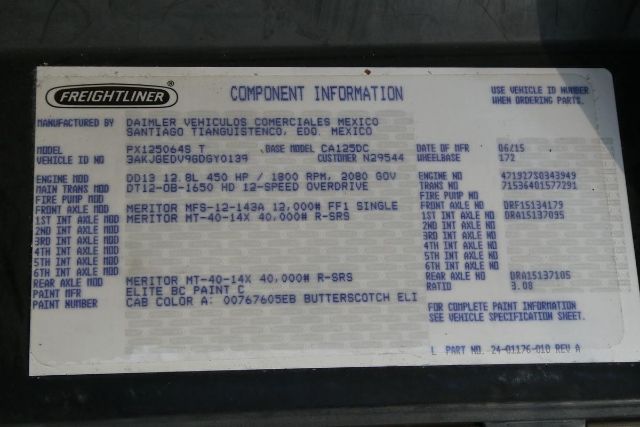 FREIGHTLINER ® COMPONENT INFORMATION USE VEHICLE ID NUMBER
WHEN ORDERING PARTS.
MANUFACTURED BY DAIMLER VEHICULOS COMERCIALES MEXICO
SANTIAGO TIANGUISTENCO, EDO. MEXICO
MODEL PX125064S T BASE MODEL CA125DC DATE OF MFR 06/15
VEHICLE ID NO 3AKJGEDV9GDGY0139 CUSTOMER N29544 WHEELBASE 172
ENGINE MOD DD13 12.8L 450 HP / 1800 RPM, 2080 GOV ENGINE NO 471927S0343949
MAIN TRANS MOD DT12-OB-1650 HD 12-SPEED OVERDRIVE TRANS NO 71536401577291
FIRE PUMP MOD FIRE PUMP NO
FRONT AXLE MOD MERITOR MFS-12-143A 12,000# FF1 SINGLE FRONT AXLE NO DRF15134179
1ST INT AXLE MOD MERITOR MT-40-14X 40,000# R-SRS 1ST INT AXLE NO DRA15137095
2ND INT AXLE MOD 2ND INT AXLE NO
3RD INT AXLE MOD 3RD INT AXLE NO
4TH INT AXLE MOD 4TH INT AXLE NO
5TH INT AXLE MOD 5TH INT AXLE NO
6TH INT AXLE MOD 6TH INT AXLE NO
REAR AXLE MOD MERITOR MT-40-14X 40,000# R-SRS REAR AXLE NO DRA15137105
PAINT MFR ELITE BC PAINT C RATIO 3.08
PAINT NUMBER CAB COLOR A: 00767605EB BUTTERSCOTCH ELI
FOR COMPLETE PAINT INFORMATION
SEE VEHICLE SPECIFICATION SHEET.
L PART NO. 24-01176-010 REV A